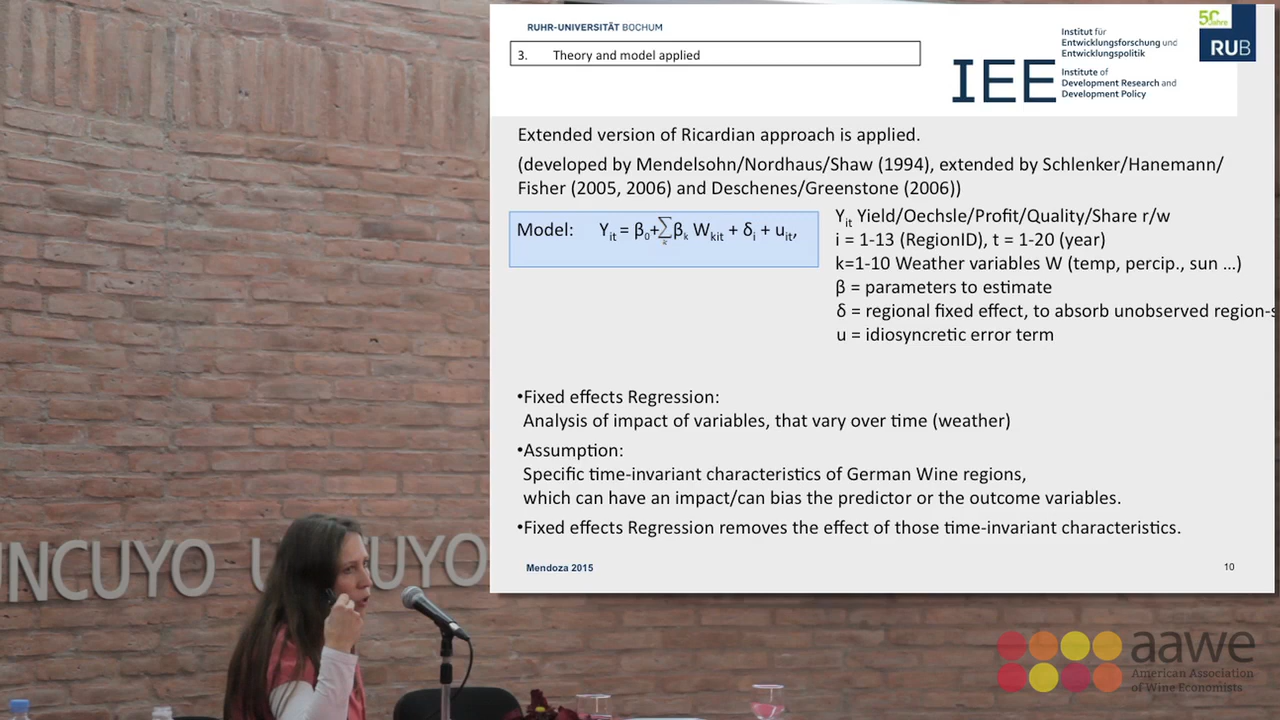 RUHR-UNIVERSITÄT BOCHUM
3. Theory and model applied
IEE
Institut für
Entwicklungsforschung und
Entwicklungspolitik
Institute of
Development Research and
Development Policy
50 Jahre
RUB
Extended version of Ricardian approach is applied.
(developed by Mendelsohn/Nordhaus/Shaw (1994), extended by Schlenker/Hanemann/
Fisher (2005, 2006) and Deschenes/Greenstone (2006))
Model: Yit = β0+∑k βk Wkit + δi + uit,
Yit Yield/Oechsle/Profit/Quality/Share r/w
i = 1-13 (RegionID), t = 1-20 (year)
k=1-10 Weather variables W (temp, percip., sun ...)
β = parameters to estimate
δ = regional fixed effect, to absorb unobserved region-s
u = idiosyncretic error term
•Fixed effects Regression:
Analysis of impact of variables, that vary over time (weather)
•Assumption:
Specific time-invariant characteristics of German Wine regions,
which can have an impact/can bias the predictor or the outcome variables.
•Fixed effects Regression removes the effect of those time-invariant characteristics.
Mendoza 2015
10
UNCUYO U CUYO
aawe
American Association
of Wine Economists